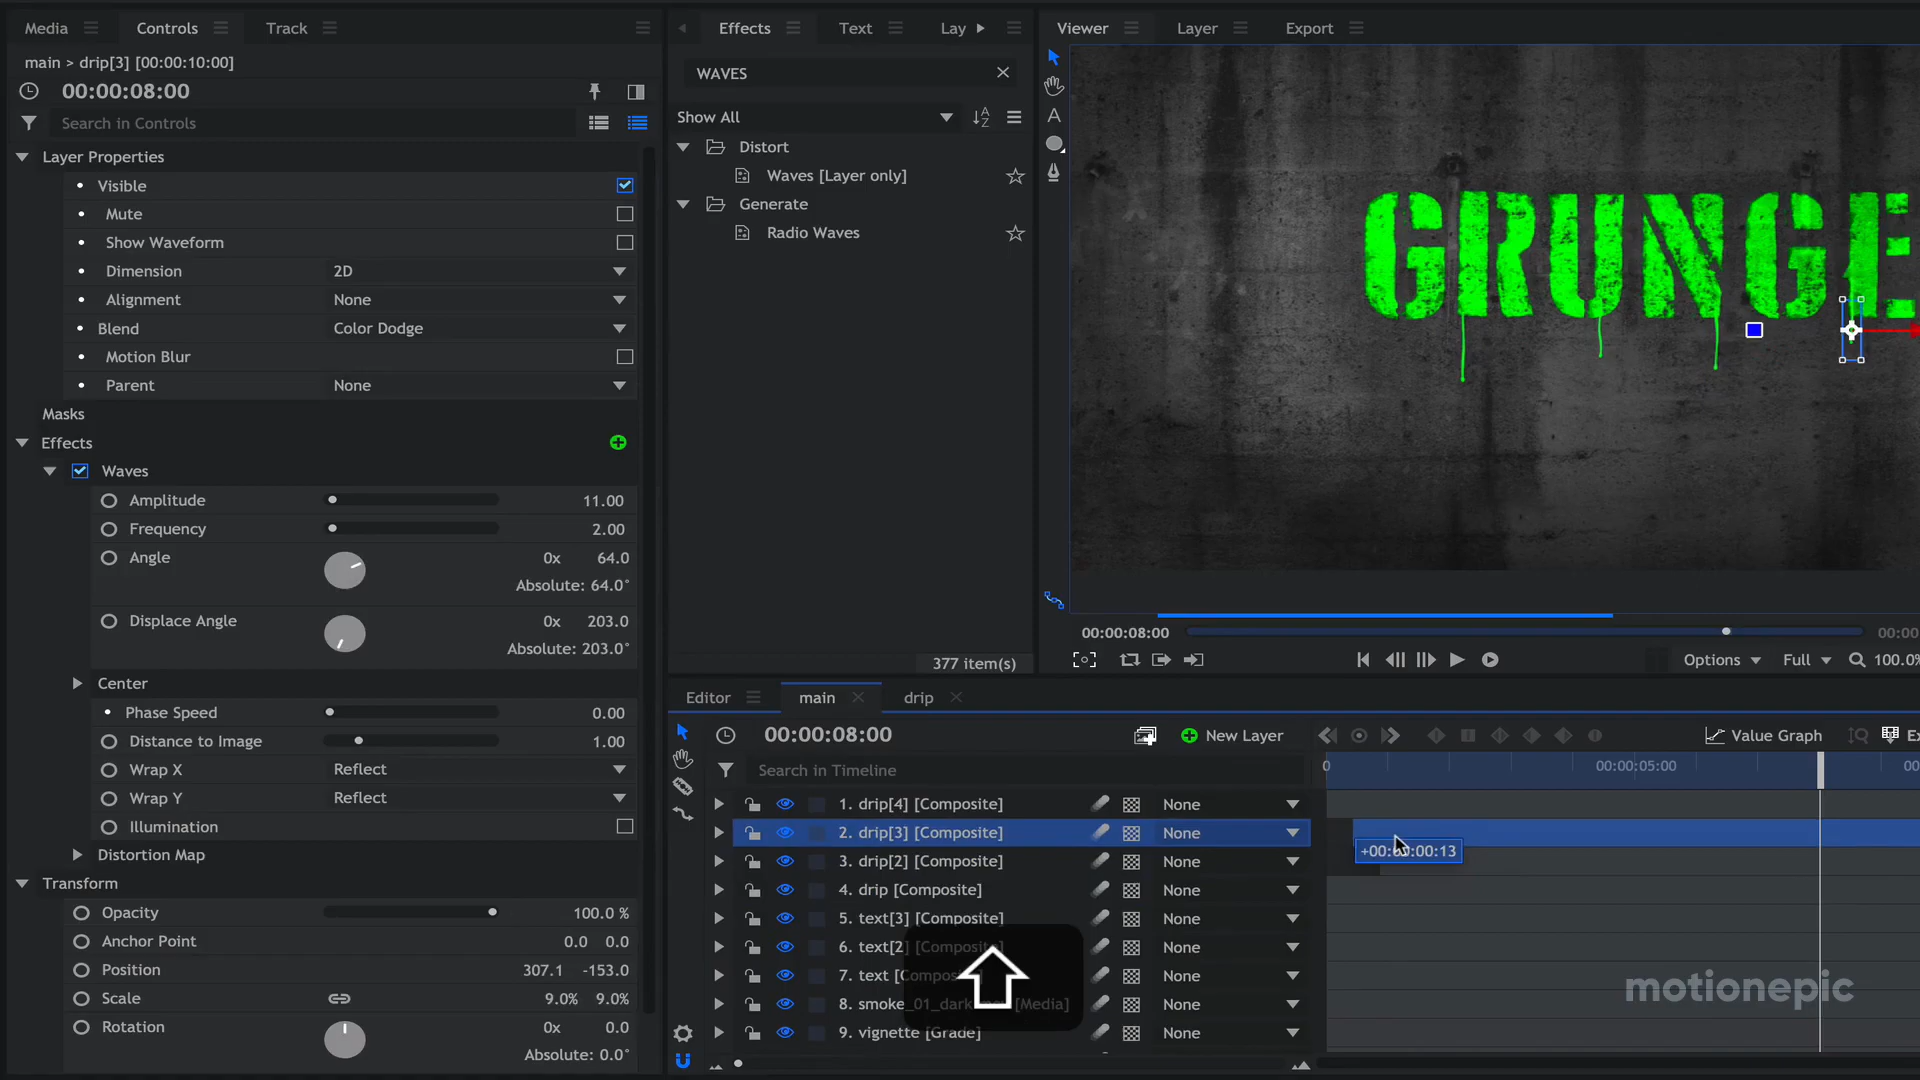 Media
Controls
Track
Effects
Text
Lay
Viewer
Layer
Export
main > drip[3] [00:00:10:00]
00:00:08:00
Search in Controls
Layer Properties
Visible
Mute
Show Waveform
Dimension 2D
Alignment None
Blend Color Dodge
Motion Blur
Parent None
Masks
Effects
Waves
Amplitude 11.00
Frequency 2.00
Angle 0x 64.0
Absolute: 64.0°
Displace Angle 0x 203.0
Absolute: 203.0°
Center
Phase Speed 0.00
Distance to Image 1.00
Wrap X Reflect
Wrap Y Reflect
Illumination
Distortion Map
Transform
Opacity 100.0 %
Anchor Point 0.0 0.0
Position 307.1 -153.0
Scale 9.0% 9.0%
Rotation 0x 0.0
Absolute: 0.0°
WAVES
Show All
Distort
Waves [Layer only]
Generate
Radio Waves
377 item(s)
GRUNGE
00:00:08:00
Options
Full
100.0%
Editor
main
drip
00:00:08:00
New Layer
Value Graph
Search in Timeline
0
00:00:05:00
1. drip[4] [Composite] None
2. drip[3] [Composite] None
3. drip[2] [Composite] None
4. drip [Composite] None
5. text[3] [Composite] None
6. text[2] [Composite] None
7. text None
8. [Media] None
9. vignette [Grade] None
motionepic